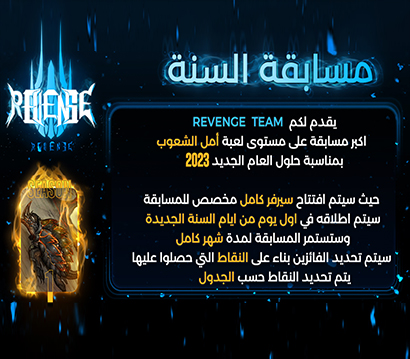 مسابقة السنة
REVENGE
REVENGE
يقدم لكم REVENGE TEAM
اكبر مسابقة على مستوى لعبة أمل الشعوب
بمناسبة حلول العام الجديد 2023
حيث سيتم افتتاح سيرفر كامل مخصص للمسابقة
سيتم اطلاقه في اول يوم من ايام السنة الجديدة
وستستمر المسابقة لمدة شهر كامل
سيتم تحديد الفائزين بناء على النقاط التي حصلوا عليها
يتم تحديد النقاط حسب الجدول